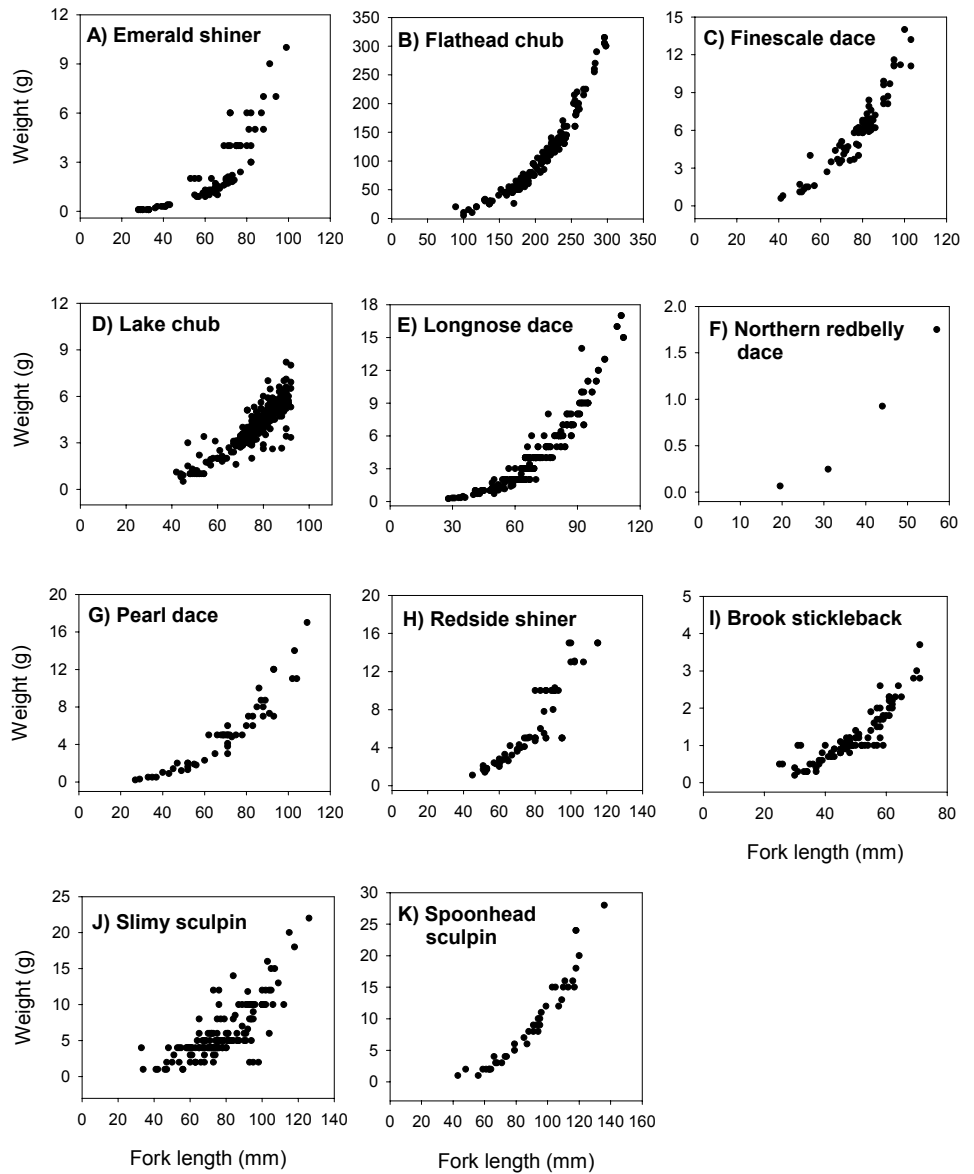 A) Emerald shiner
Weight (g)
12
9
6
3
0
0 20 40 60 80 100 120
B) Flathead chub
350
300
250
200
150
100
50
0
0 50 100 150 200 250 300 350
C) Finescale dace
15
12
9
6
3
0
0 20 40 60 80 100 120
D) Lake chub
Weight (g)
12
9
6
3
0
0 20 40 60 80 100
E) Longnose dace
18
15
12
9
6
3
0
0 30 60 90 120
F) Northern redbelly
dace
2.0
1.5
1.0
0.5
0.0
0 10 20 30 40 50 60
G) Pearl dace
Weight (g)
20
16
12
8
4
0
0 20 40 60 80 100 120
H) Redside shiner
20
15
10
5
0
0 20 40 60 80 100 120 140
I) Brook stickleback
5
4
3
2
1
0
0 20 40 60 80
Fork length (mm)
J) Slimy sculpin
Weight (g)
25
20
15
10
5
0
0 20 40 60 80 100 120 140
Fork length (mm)
K) Spoonhead
sculpin
30
25
20
15
10
5
0
0 20 40 60 80 100 120 140 160
Fork length (mm)